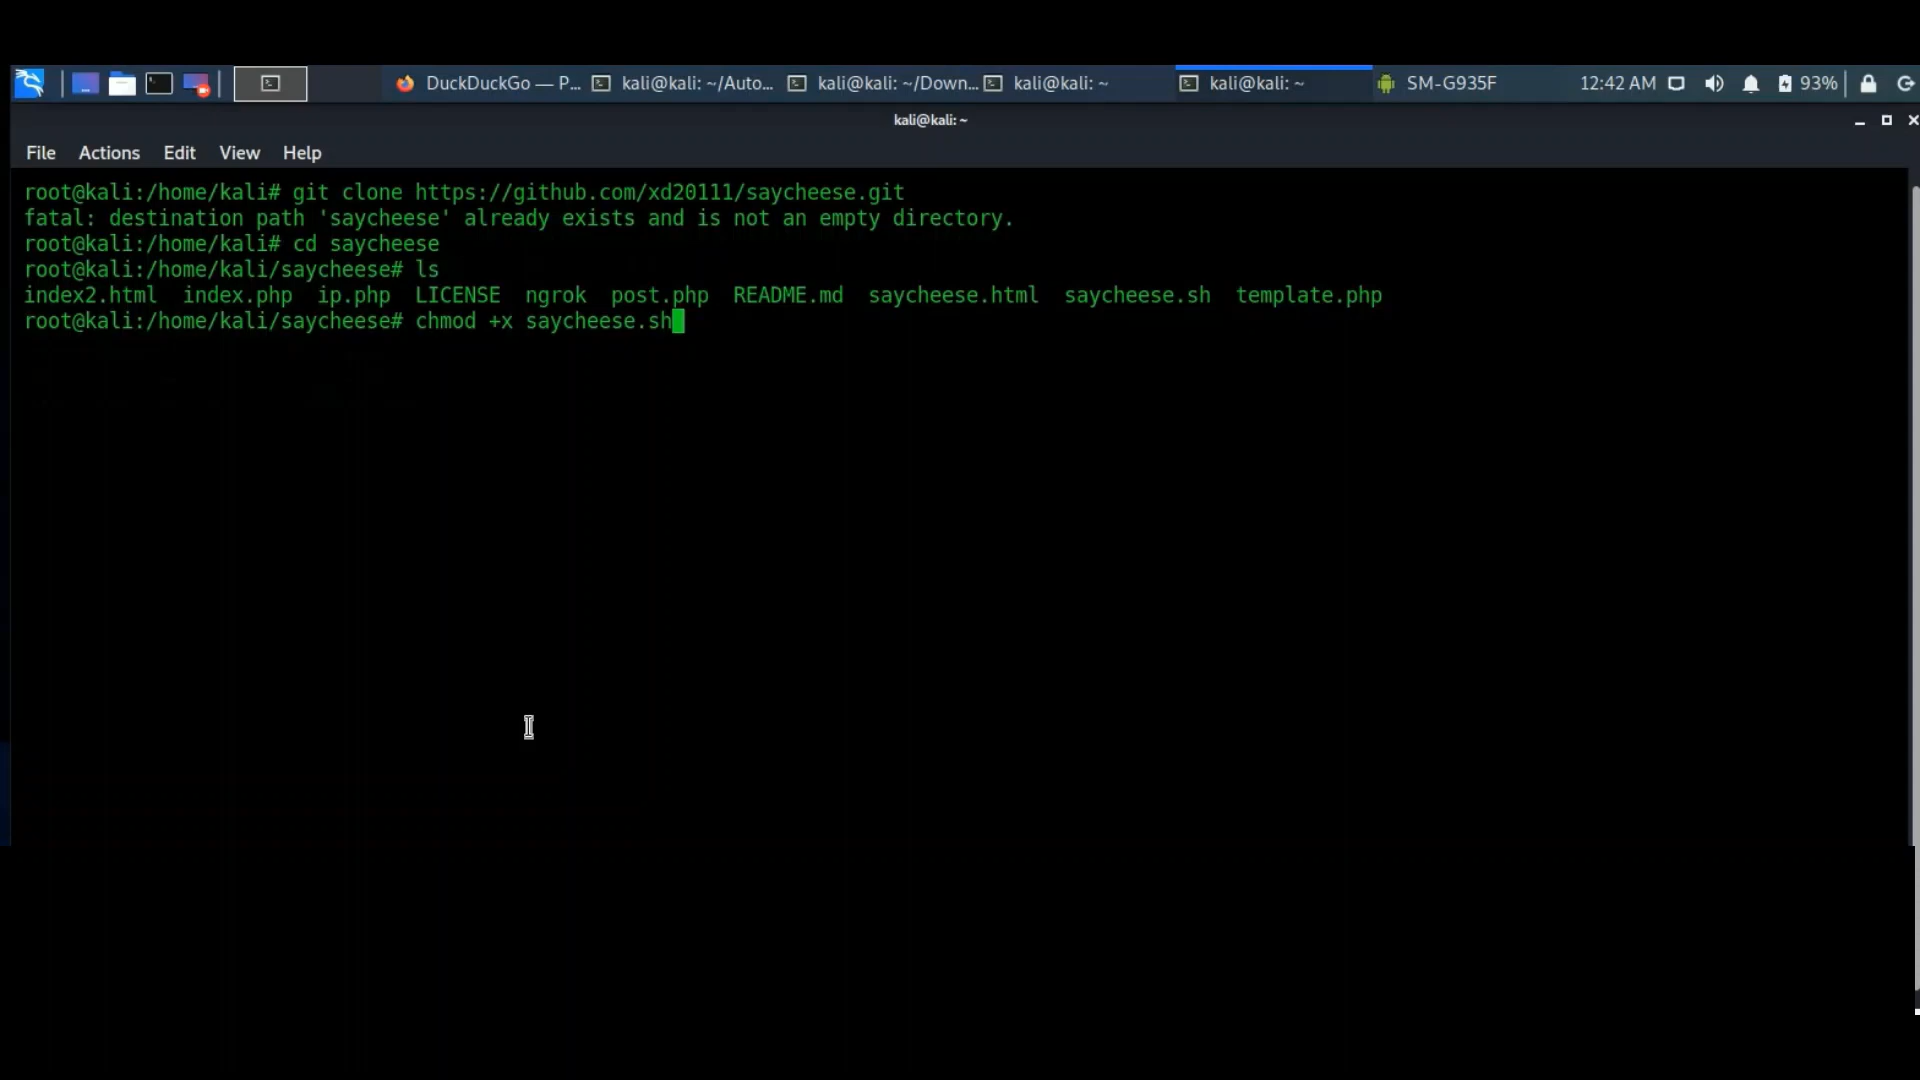 DuckDuckGo — P... kali@kali: ~/Auto... kali@kali: ~/Down... kali@kali: ~ kali@kali: ~ SM-G935F 12:42 AM 93%
kali@kali: ~
File Actions Edit View Help
root@kali:/home/kali# git clone https://github.com/xd20111/saycheese.git
fatal: destination path 'saycheese' already exists and is not an empty directory.
root@kali:/home/kali# cd saycheese
root@kali:/home/kali/saycheese# ls
index2.html index.php ip.php LICENSE ngrok post.php README.md saycheese.html saycheese.sh template.php
root@kali:/home/kali/saycheese# chmod +x saycheese.sh